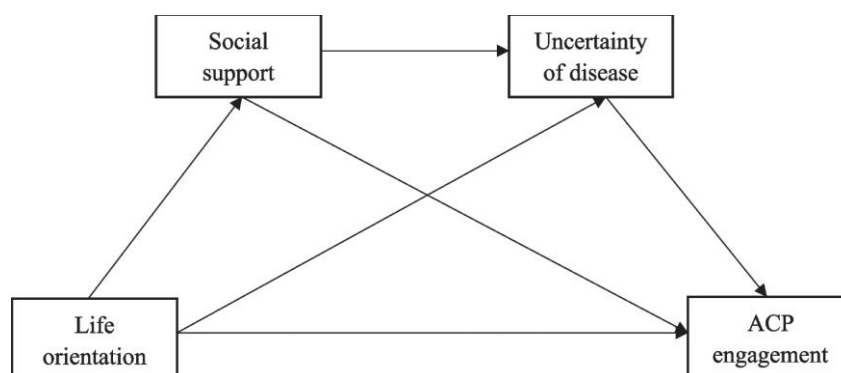 Social
support
Uncertainty
of disease
Life
orientation
ACP
engagement